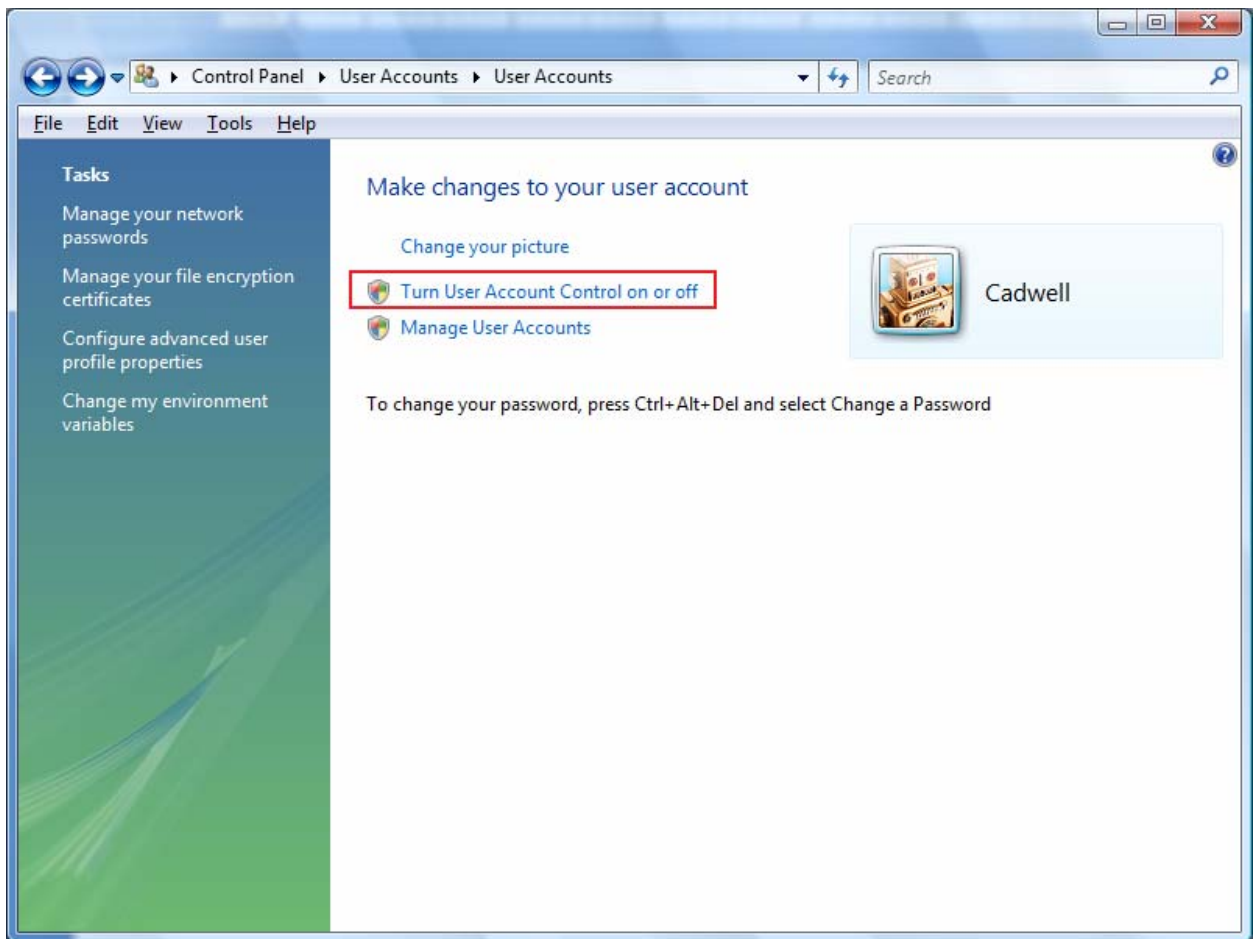 Control Panel ▸ User Accounts ▸ User Accounts
Search
File Edit View Tools Help
Tasks
Manage your network
passwords
Manage your file encryption
certificates
Configure advanced user
profile properties
Change my environment
variables
Make changes to your user account
Change your picture
Turn User Account Control on or off
Manage User Accounts
Cadwell
To change your password, press Ctrl+Alt+Del and select Change a Password